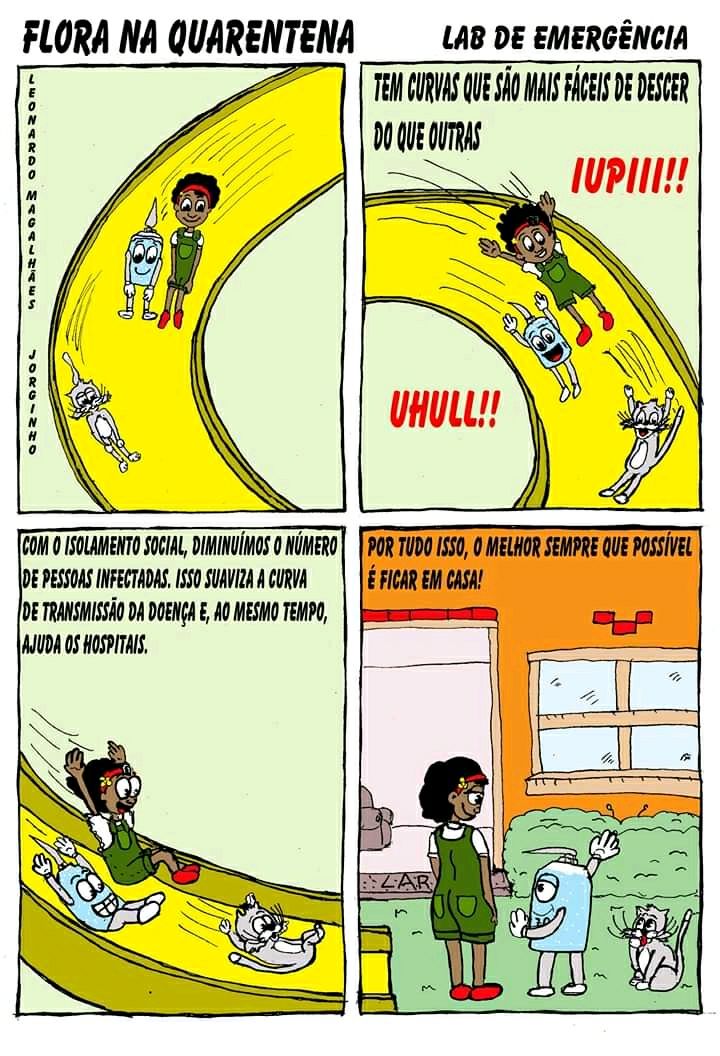 FLORA NA QUARENTENA
LAB DE EMERGÊNCIA
LEONARDO MAGALHÃES JORGINHO
TEM CURVAS QUE SÃO MAIS FÁCEIS DE DESCER
DO QUE OUTRAS
IUPIII!!
UHULL!!
COM O ISOLAMENTO SOCIAL, DIMINUÍMOS O NÚMERO
DE PESSOAS INFECTADAS. ISSO SUAVIZA A CURVA
DE TRANSMISSÃO DA DOENÇA E, AO MESMO TEMPO,
AJUDA OS HOSPITAIS.
POR TUDO ISSO, O MELHOR SEMPRE QUE POSSÍVEL
É FICAR EM CASA!
LAR